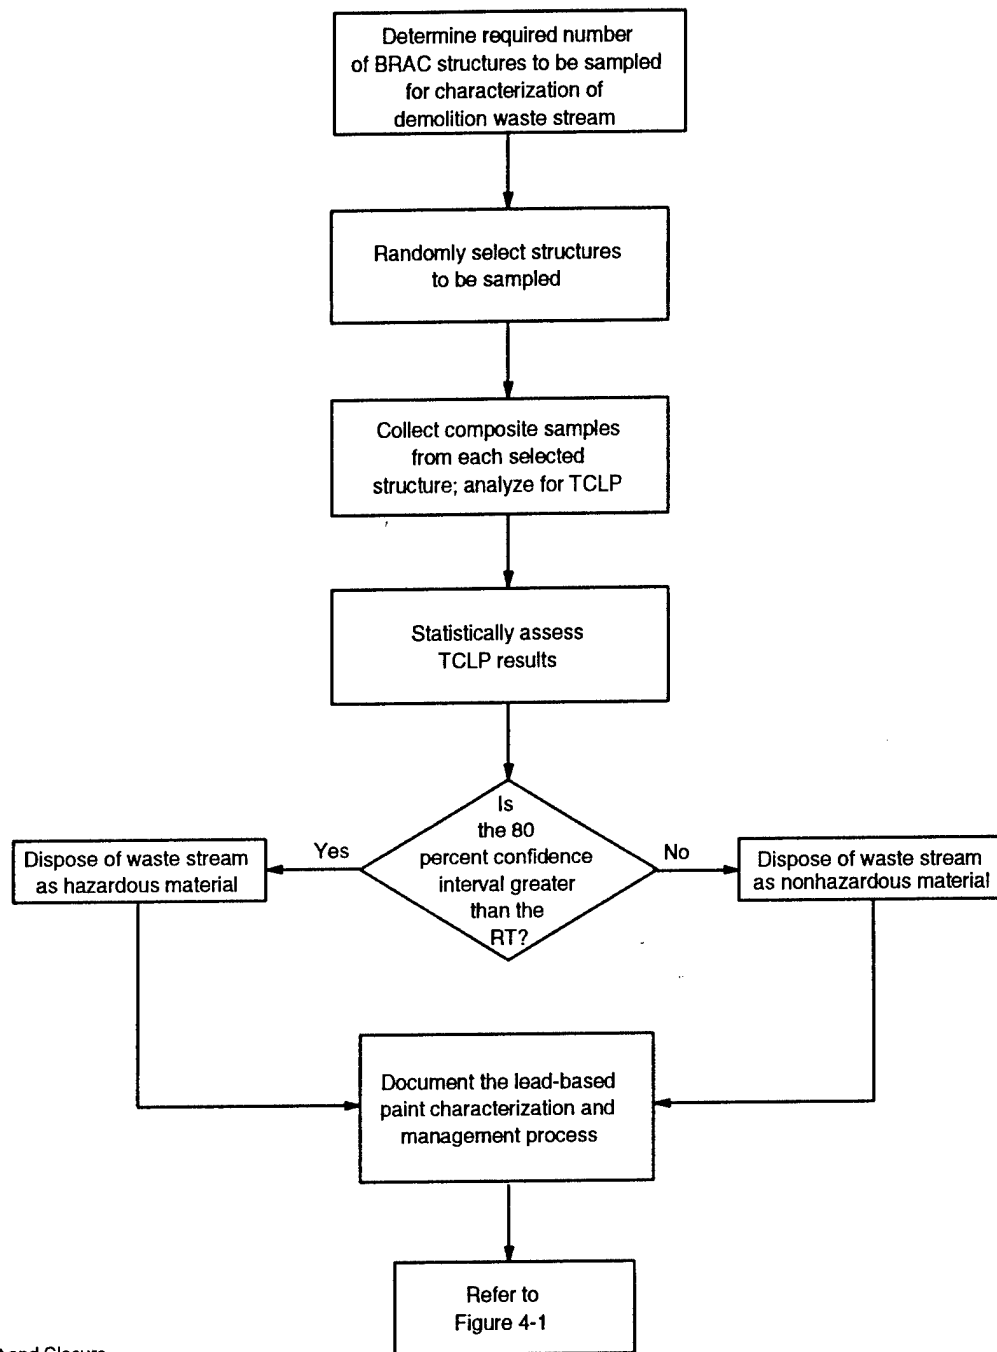 Determine required number
of BRAC structures to be sampled
for characterization of
demolition waste stream
Randomly select structures
to be sampled
Collect composite samples
from each selected
structure; analyze for TCLP
Statistically assess
TCLP results
Is
the 80
percent confidence
interval greater
than the
RT?
Yes
No
Dispose of waste stream
as hazardous material
Dispose of waste stream
as nonhazardous material
Document the lead-based
paint characterization and
management process
Refer to
Figure 4-1
and Closure